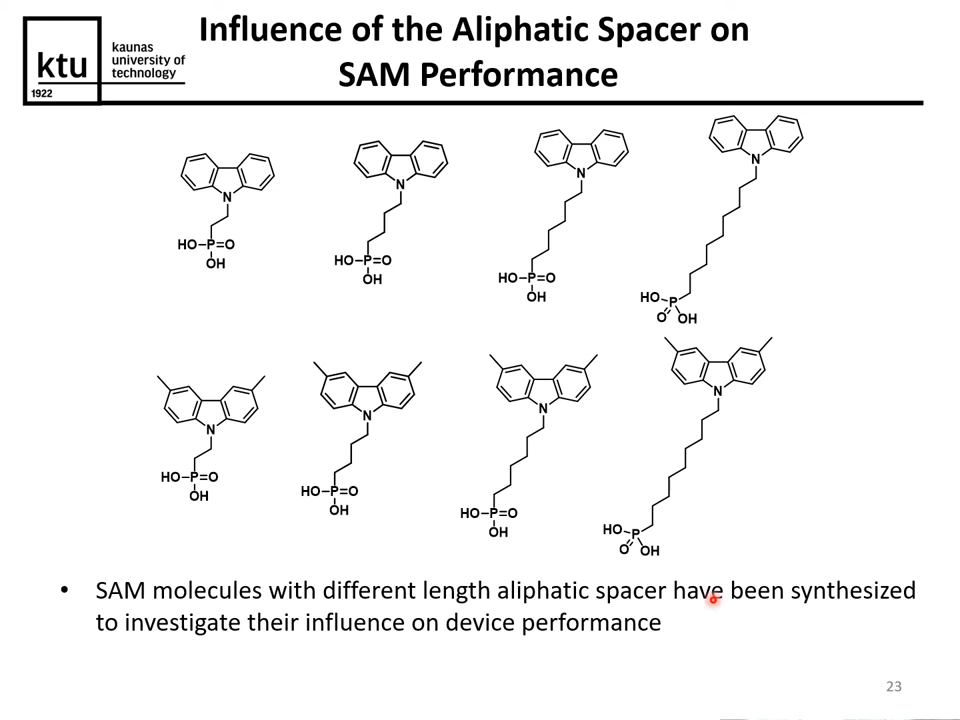 Influence of the Aliphatic Spacer on
SAM Performance
ktu
1922
kaunas
university of
technology
N
HO–P=O
OH
N
HO–P=O
OH
N
HO–P=O
OH
N
HO
P
O
OH
N
HO–P=O
OH
N
HO–P=O
OH
N
HO–P=O
OH
N
HO
P
O
OH
• SAM molecules with different length aliphatic spacer have been synthesized
to investigate their influence on device performance
23